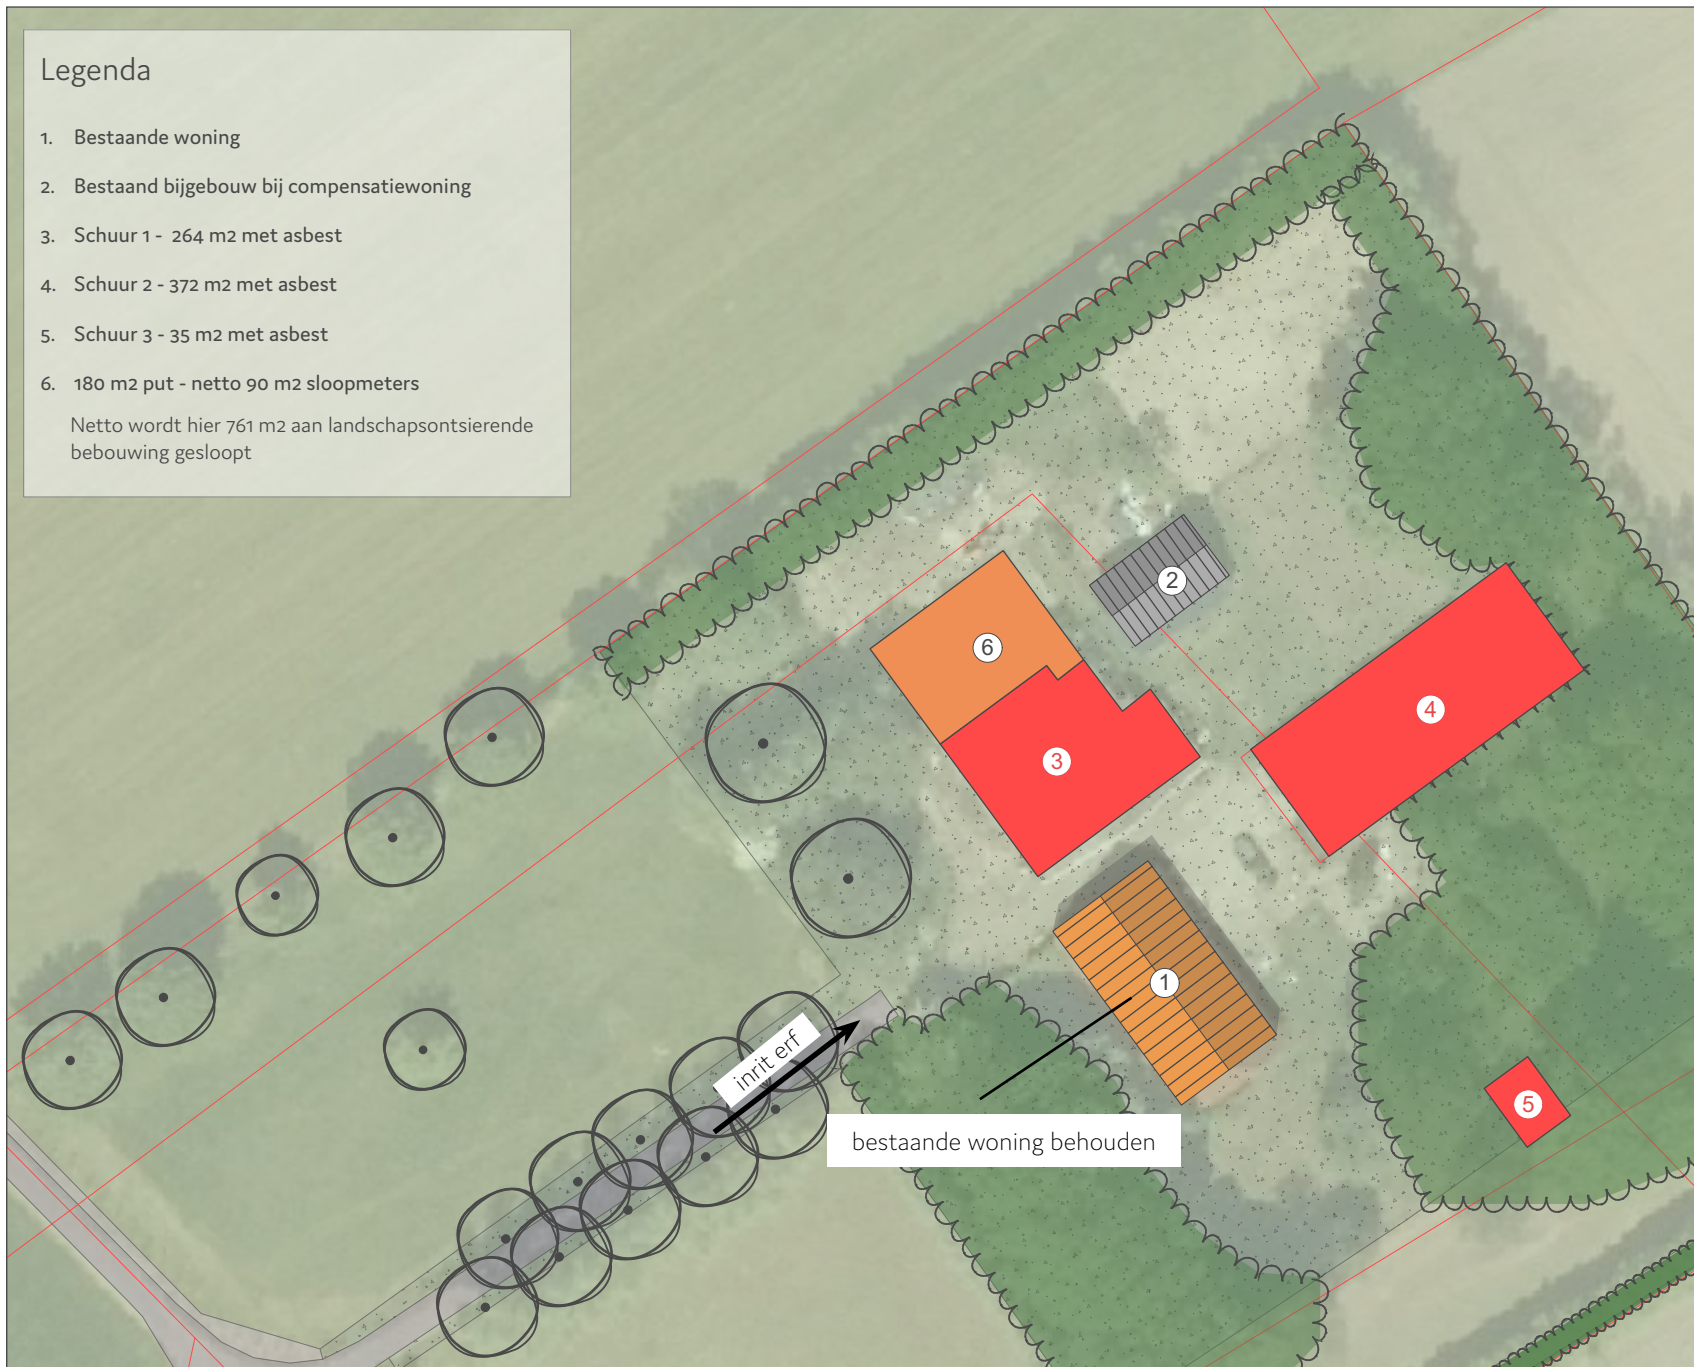 Legenda
1. Bestaande woning
2. Bestaand bijgebouw bij compensatiewoning
3. Schuur 1 - 264 m2 met asbest
4. Schuur 2 - 372 m2 met asbest
5. Schuur 3 - 35 m2 met asbest
6. 180 m2 put - netto 90 m2 sloopmeters
Netto wordt hier 761 m2 aan landschapsontsierende
bebouwing gesloopt
2
6
4
3
1
inrit erf
5
bestaande woning behouden